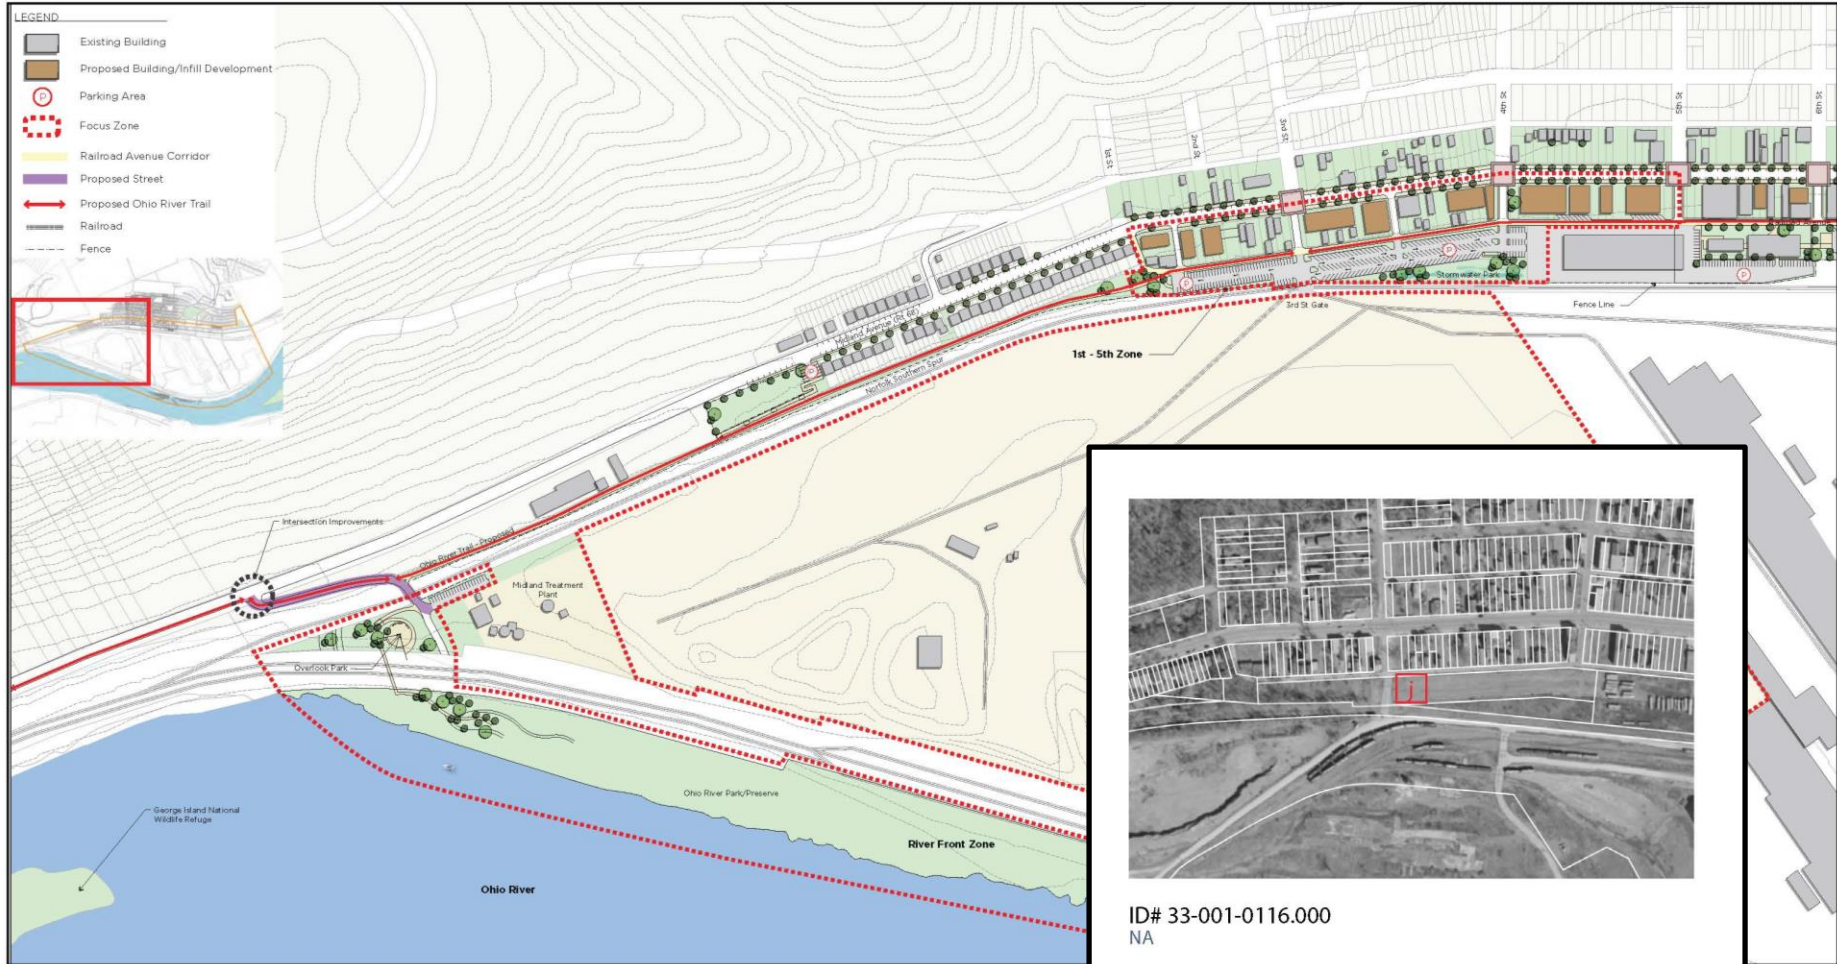 LEGEND
Existing Building
Proposed Building/Infill Development
P
Parking Area
Focus Zone
Railroad Avenue Corridor
Proposed Street
Proposed Ohio River Trail
Railroad
Fence
1st St
2nd St
3rd St
4th St
5th St
6th St
Midland Avenue (Rt 68)
P
P
P
Stormwater Park
P
Fence Line
3rd St Gate
1st - 5th Zone
Norfolk Southern Spur
Intersection Improvements
Ohio River Trail - Proposed
Midland Treatment
Plant
Overlook Park
Ohio River Park/Preserve
George Island National
Wildlife Refuge
River Front Zone
Ohio River
j
ID# 33-001-0116.000
NA